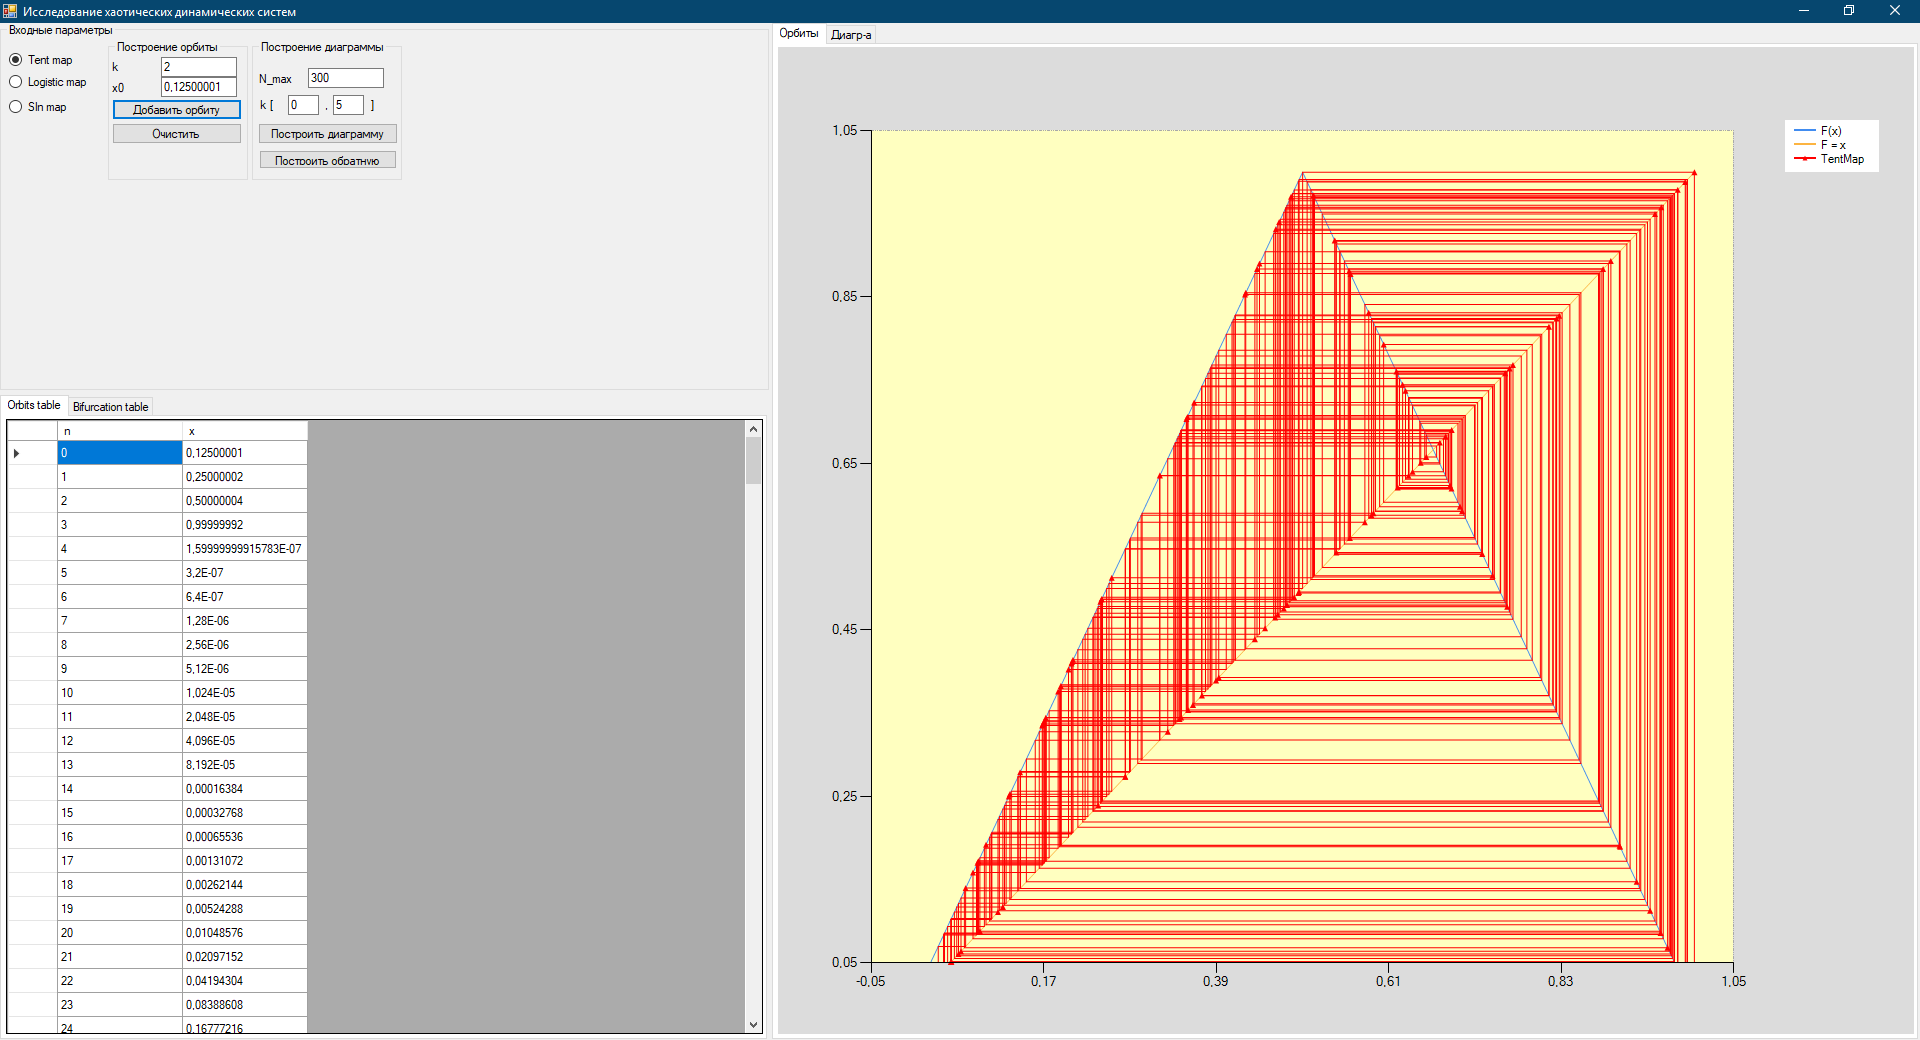 Исследование хаотических динамических систем
Входные параметры
Tent map
Logistic map
SIn map
Построение орбиты
k 2
x0 0,12500001
Добавить орбиту
Очистить
Построение диаграммы
N_max 300
k [ 0 , 5 ]
Построить диаграмму
Построить обратную
Orbits table Bifurcation table
n x
0 0,12500001
1 0,25000002
2 0,50000004
3 0,99999992
4 1,59999999915783E-07
5 3,2E-07
6 6,4E-07
7 1,28E-06
8 2,56E-06
9 5,12E-06
10 1,024E-05
11 2,048E-05
12 4,096E-05
13 8,192E-05
14 0,00016384
15 0,00032768
16 0,00065536
17 0,00131072
18 0,00262144
19 0,00524288
20 0,01048576
21 0,02097152
22 0,04194304
23 0,08388608
24 0,16777216
Орбиты Диагр-а
1,05
0,85
0,65
0,45
0,25
0,05
-0,05 0,17 0,39 0,61 0,83 1,05
F(x)
F = x
TentMap